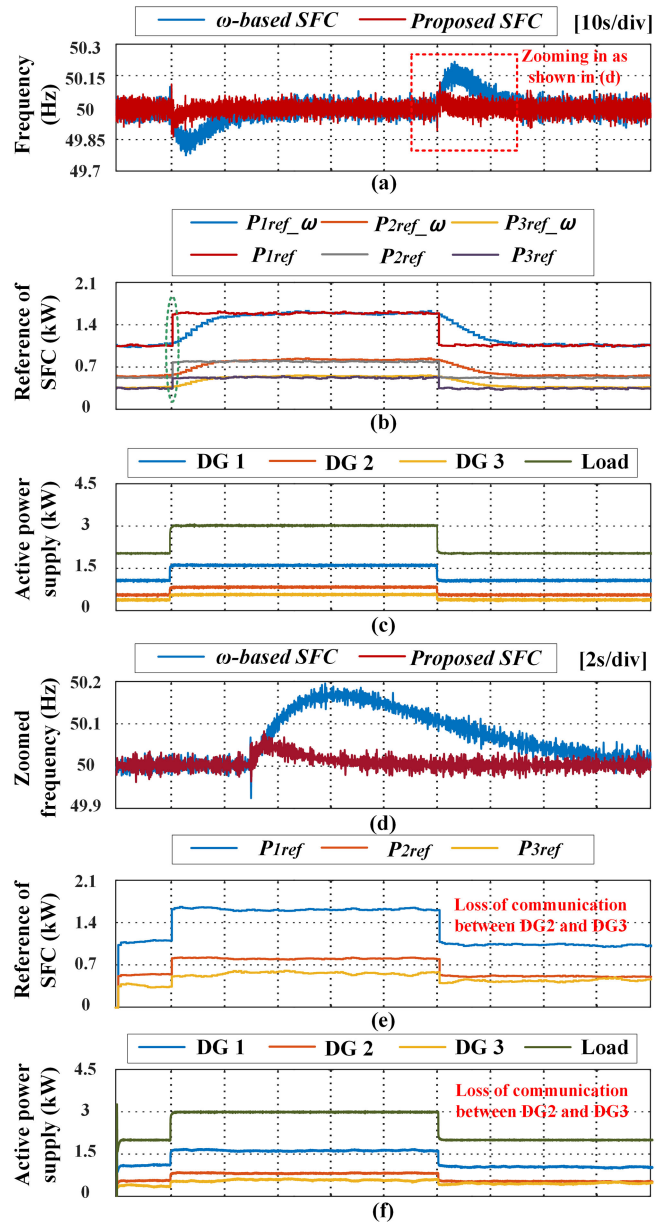 ω-based SFC Proposed SFC [10s/div]
50.3
50.15
50
49.85
49.7
Frequency
(Hz)
Zooming in as
shown in (d)
(a)
P1ref_ω P2ref_ω P3ref_ω
P1ref P2ref P3ref
2.1
1.4
0.7
0
Reference of
SFC (kW)
(b)
DG 1 DG 2 DG 3 Load
4.5
3
1.5
0
Active power
supply (kW)
(c)
ω-based SFC Proposed SFC [2s/div]
50.2
50.1
50
49.9
Zoomed
frequency (Hz)
(d)
P1ref P2ref P3ref
2.1
1.4
0.7
0
Reference of
SFC (kW)
Loss of communication
between DG2 and DG3
(e)
DG 1 DG 2 DG 3 Load
4.5
3
1.5
0
Active power
supply (kW)
Loss of communication
between DG2 and DG3
(f)